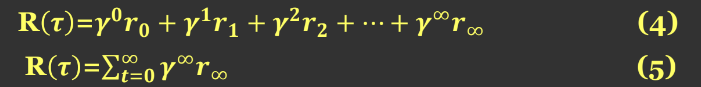 R(τ)=γ⁰r₀ + γ¹r₁ + γ²r₂ + ⋯ + γ^∞r_∞ (4)
R(τ)=∑_{t=0}^{∞} γ^∞r_∞ (5)